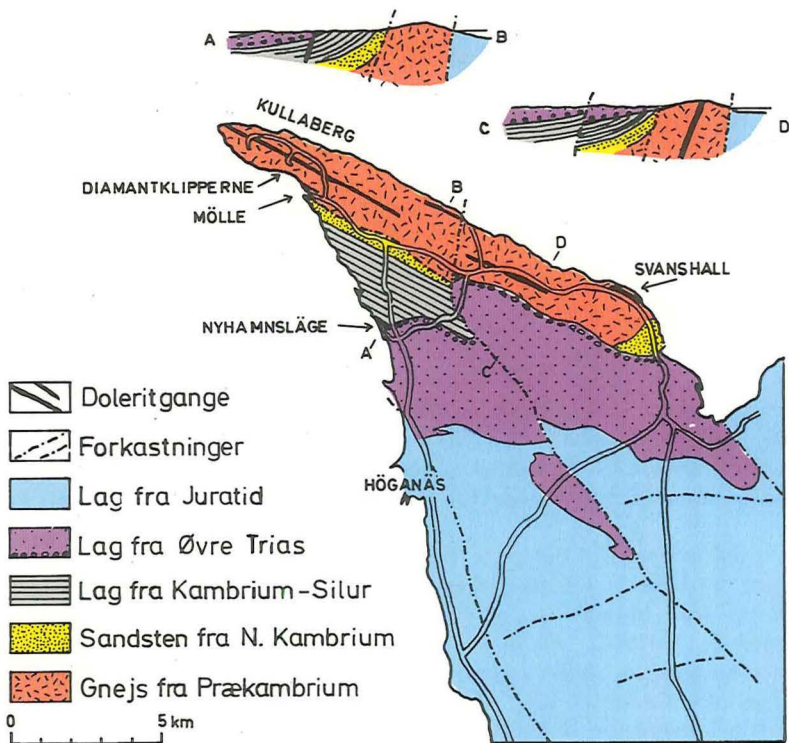 A
B
C
D
KULLABERG
DIAMANTKLIPPERNE
MÖLLE
B
D
SVANSHALL
NYHAMNSLÄGE
A
C
HÖGANÄS
Doleritgange
Forkastninger
Lag fra Juratid
Lag fra Øvre Trias
Lag fra Kambrium-Silur
Sandsten fra N. Kambrium
Gnejs fra Prækambrium
0 5 km